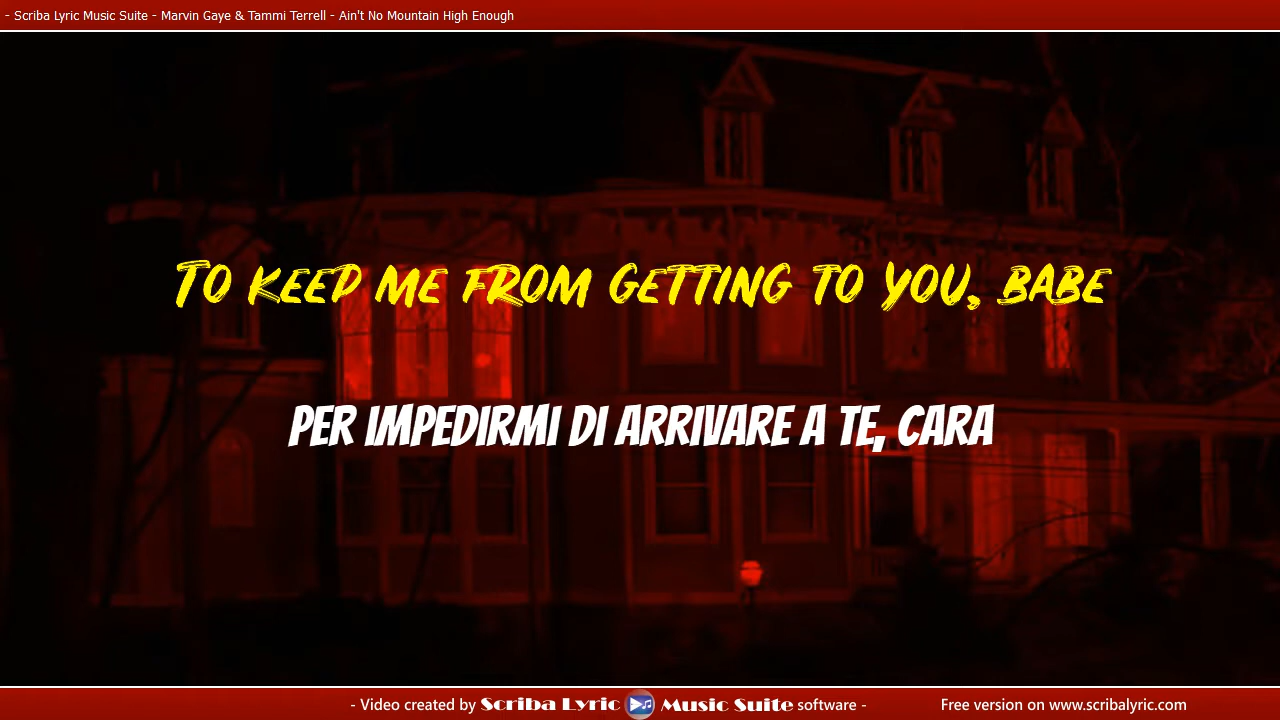 - Scriba Lyric Music Suite - Marvin Gaye & Tammi Terrell - Ain't No Mountain High Enough
TO KEEP ME FROM GETTING TO YOU, BABE
PER IMPEDIRMI DI ARRIVARE A TE, CARA
- Video created by Scriba Lyric Music Suite software - Free version on www.scribalyric.com